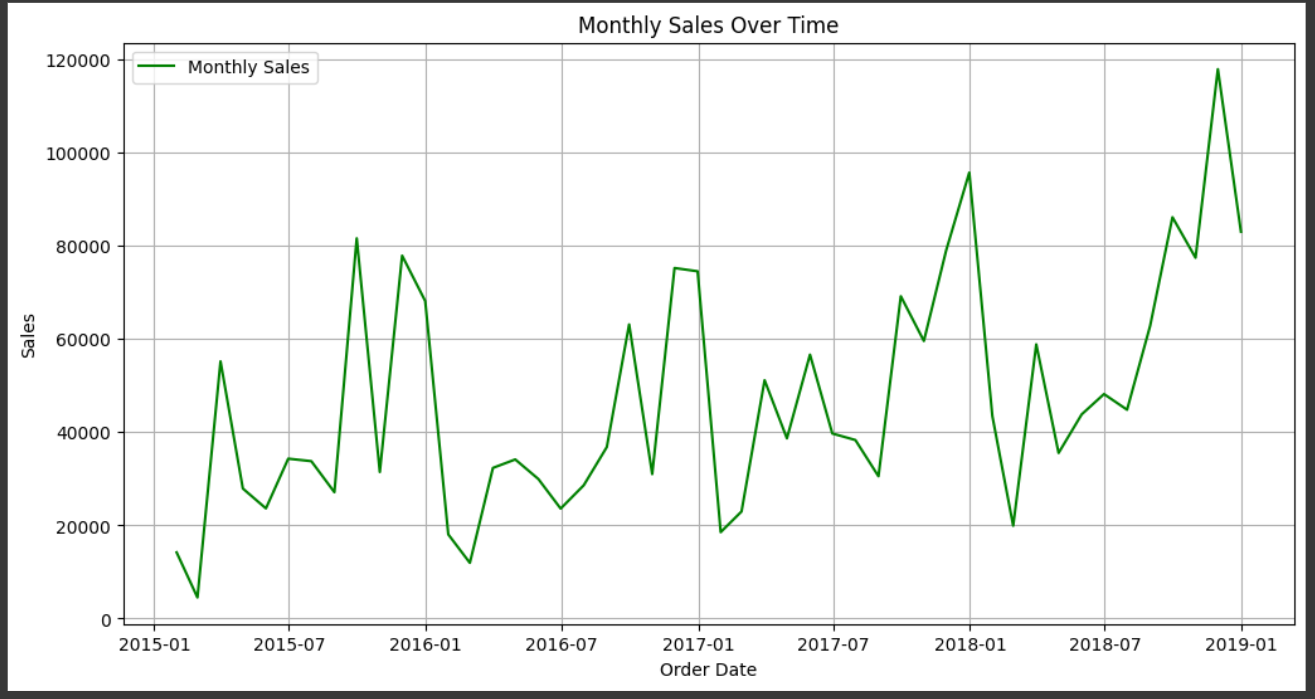 Monthly Sales Over Time
Monthly Sales
120000
100000
80000
60000
40000
20000
0
Sales
2015-01 2015-07 2016-01 2016-07 2017-01 2017-07 2018-01 2018-07 2019-01
Order Date